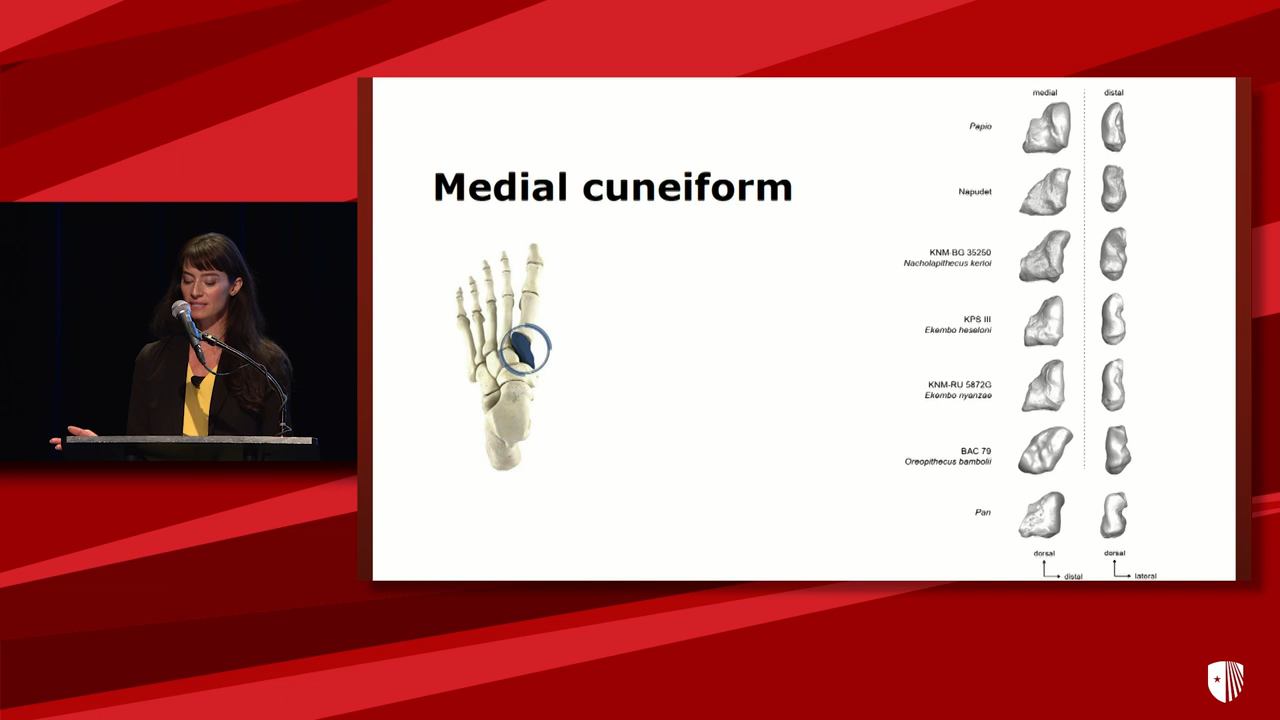 medial distal
Papio
Medial cuneiform
Napudet
KNM-BG 35250
Nacholapithecus kerioi
KPS III
Ekembo heseloni
KNM-RU 5872G
Ekembo nyanzae
BAC 79
Oreopithecus bambolii
Pan
dorsal dorsal
distal lateral